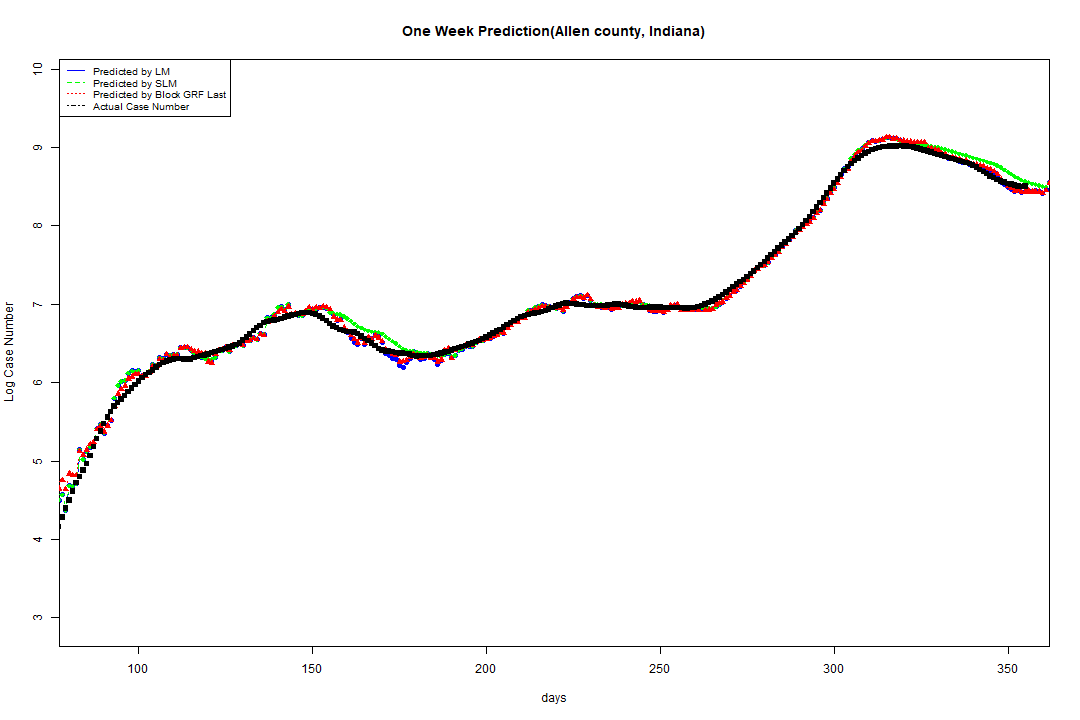 One Week Prediction(Allen county, Indiana)
Predicted by LM
Predicted by SLM
Predicted by Block GRF Last
Actual Case Number
10
9
8
7
6
5
4
3
Log Case Number
100 150 200 250 300 350
days